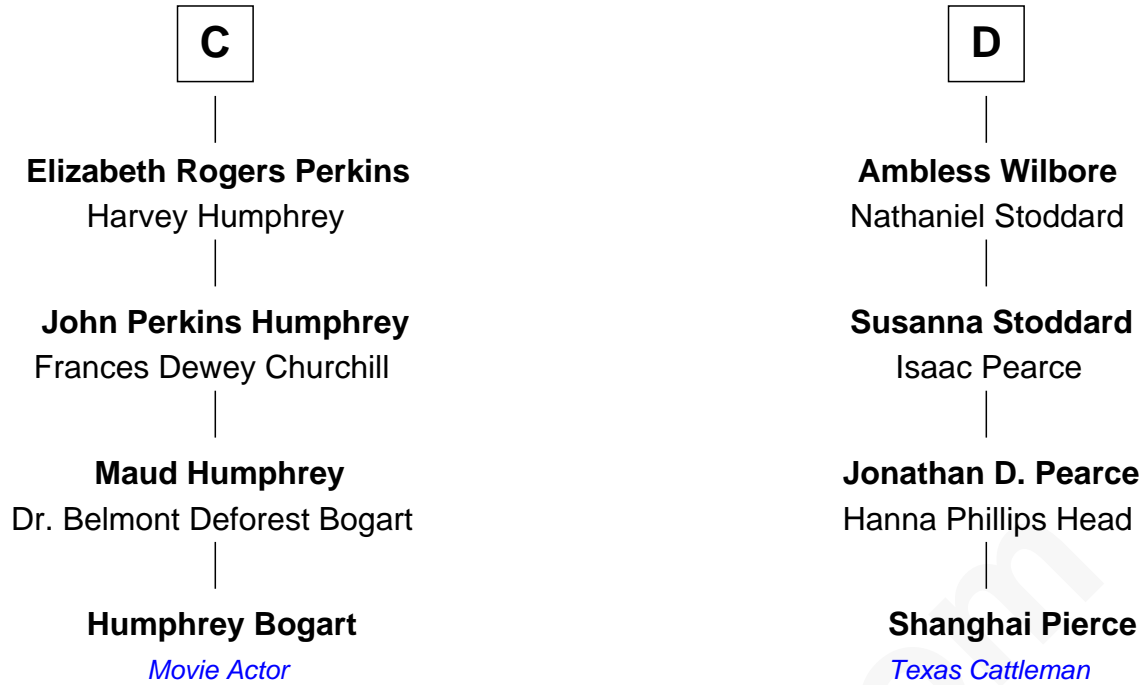 C
Elizabeth Rogers Perkins
Harvey Humphrey
John Perkins Humphrey
Frances Dewey Churchill
Maud Humphrey
Dr. Belmont Deforest Bogart
Humphrey Bogart
Movie Actor
D
Ambless Wilbore
Nathaniel Stoddard
Susanna Stoddard
Isaac Pearce
Jonathan D. Pearce
Hanna Phillips Head
Shanghai Pierce
Texas Cattleman